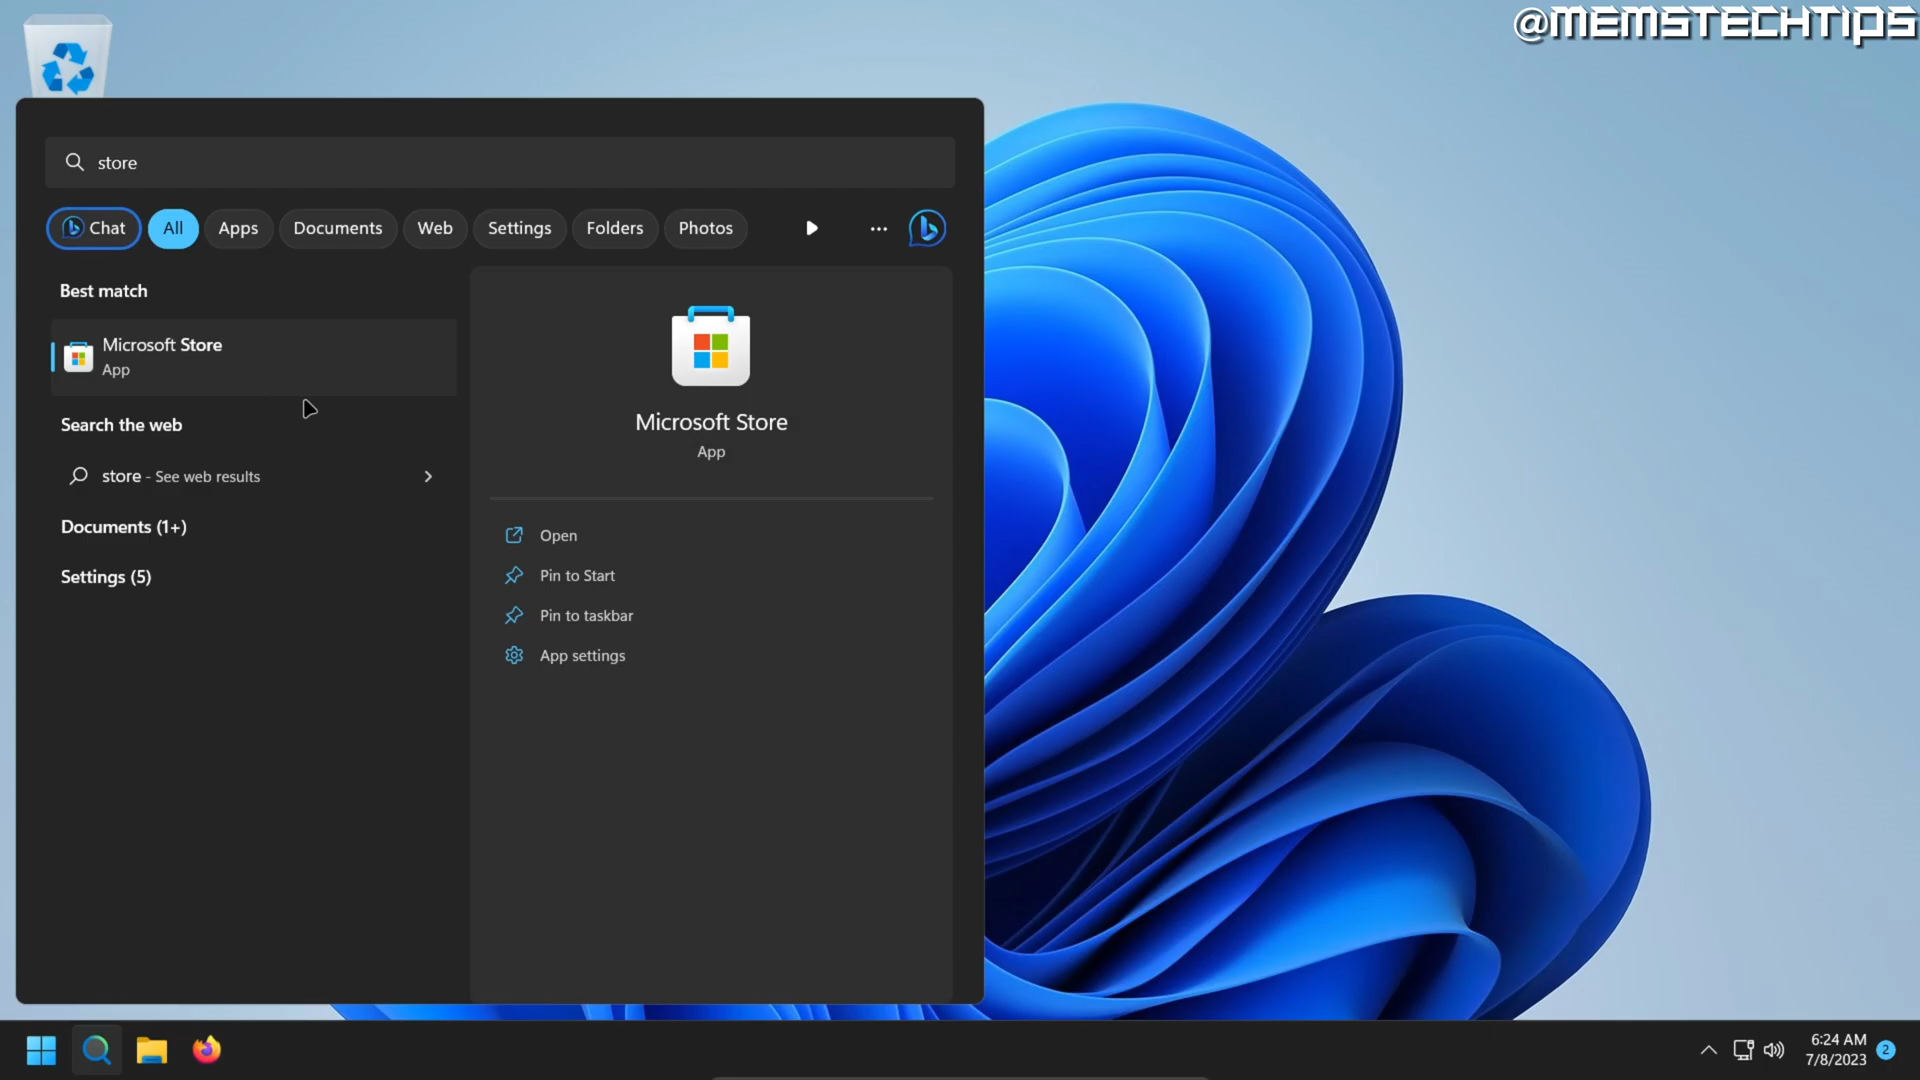 @MEMSTECHTIPS
store
Chat
All
Apps
Documents
Web
Settings
Folders
Photos
Best match
Microsoft Store
App
Search the web
store - See web results
Documents (1+)
Settings (5)
Microsoft Store
App
Open
Pin to Start
Pin to taskbar
App settings
6:24 AM
7/8/2023
2